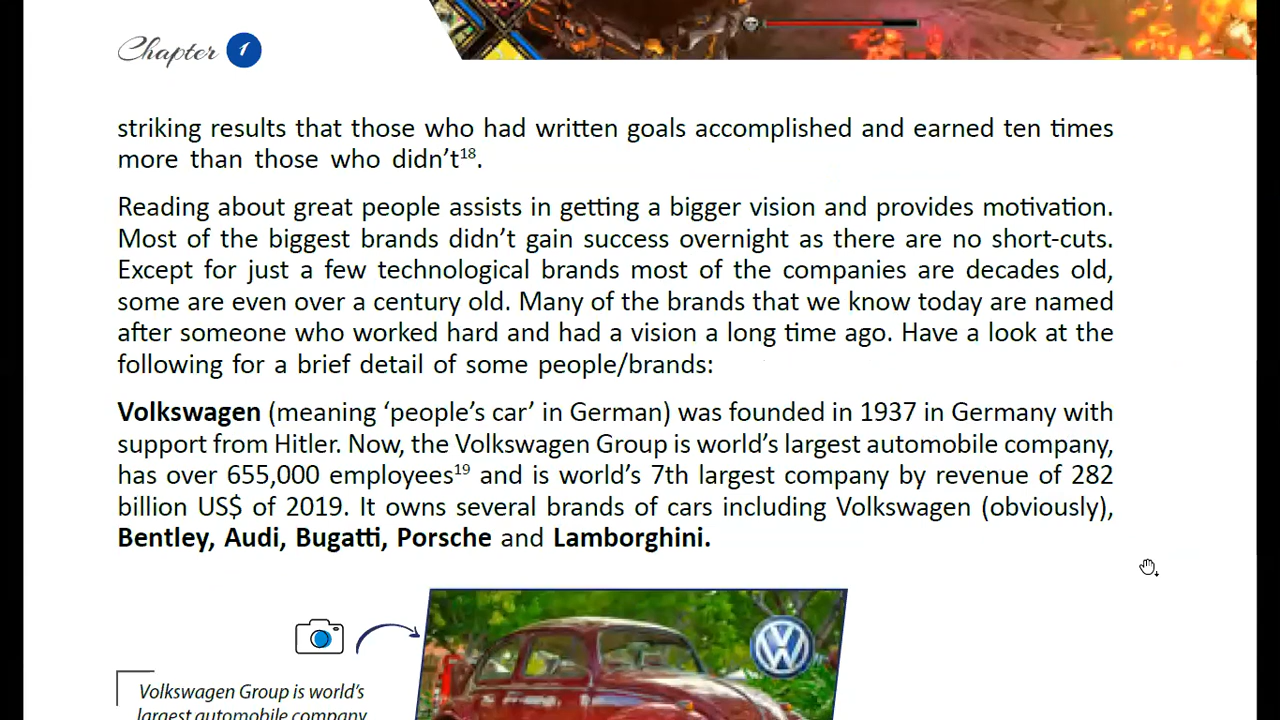 Chapter 1
striking results that those who had written goals accomplished and earned ten times
more than those who didn’t18.
Reading about great people assists in getting a bigger vision and provides motivation.
Most of the biggest brands didn’t gain success overnight as there are no short-cuts.
Except for just a few technological brands most of the companies are decades old,
some are even over a century old. Many of the brands that we know today are named
after someone who worked hard and had a vision a long time ago. Have a look at the
following for a brief detail of some people/brands:
Volkswagen (meaning ‘people’s car’ in German) was founded in 1937 in Germany with
support from Hitler. Now, the Volkswagen Group is world’s largest automobile company,
has over 655,000 employees19 and is world’s 7th largest company by revenue of 282
billion US$ of 2019. It owns several brands of cars including Volkswagen (obviously),
Bentley, Audi, Bugatti, Porsche and Lamborghini.
VW
Volkswagen Group is world’s
largest automobile company